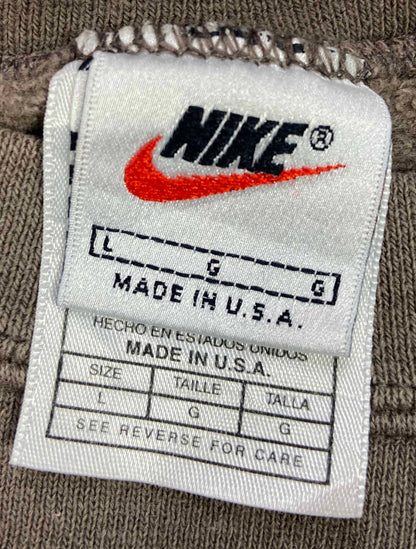 NIKE®
L G G
MADE IN U.S.A.
HECHO EN ESTADOS UNIDOS
MADE IN U.S.A.
SIZE TAILLE TALLA
L G G
SEE REVERSE FOR CARE